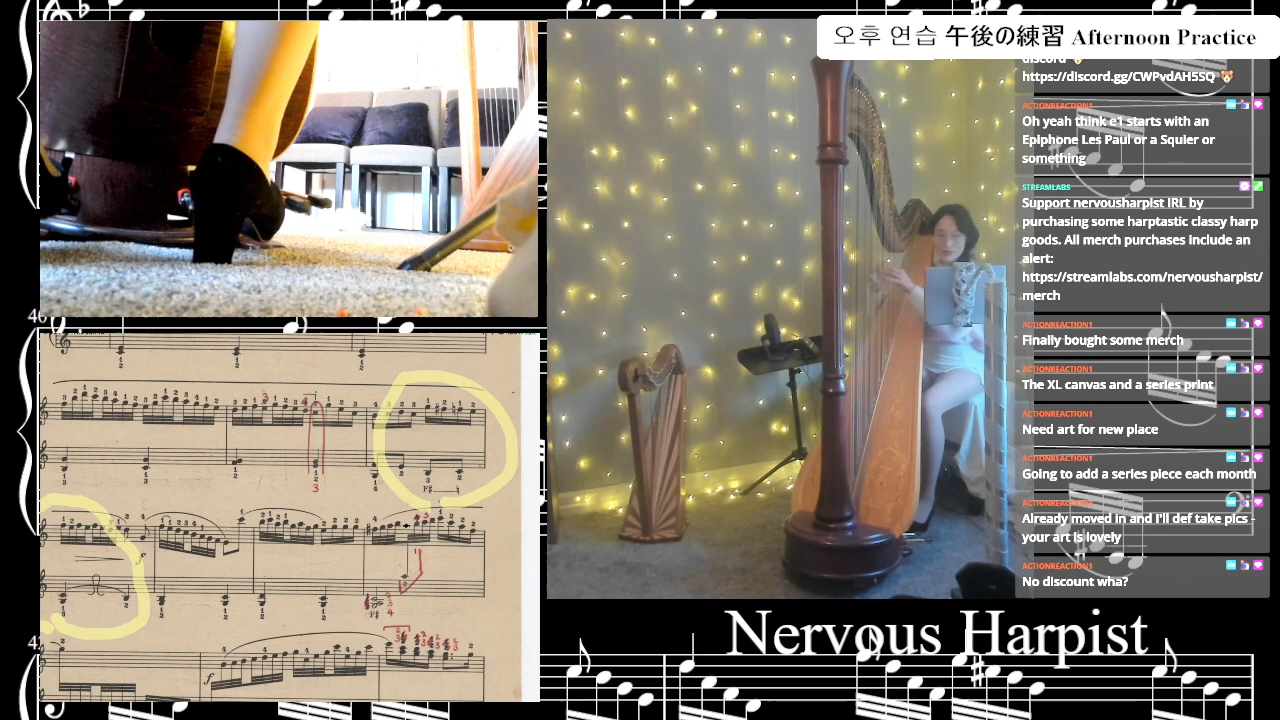 오후 연습 午後の練習 Afternoon Practice
discord
https://discord.gg/CWPvdAH5SQ
ACTIONREACTION1
Oh yeah think e1 starts with an
Epiphone Les Paul or a Squier or
something
STREAMLABS
Support nervousharpist IRL by
purchasing some harptastic classy harp
goods. All merch purchases include an
alert:
https://streamlabs.com/nervousharpist/
merch
ACTIONREACTION1
Finally bought some merch
ACTIONREACTION1
The XL canvas and a series print
ACTIONREACTION1
Need art for new place
ACTIONREACTION1
Going to add a series piece each month
ACTIONREACTION1
Already moved in and I'll def take pics -
your art is lovely
ACTIONREACTION1
No discount wha?
Nervous Harpist